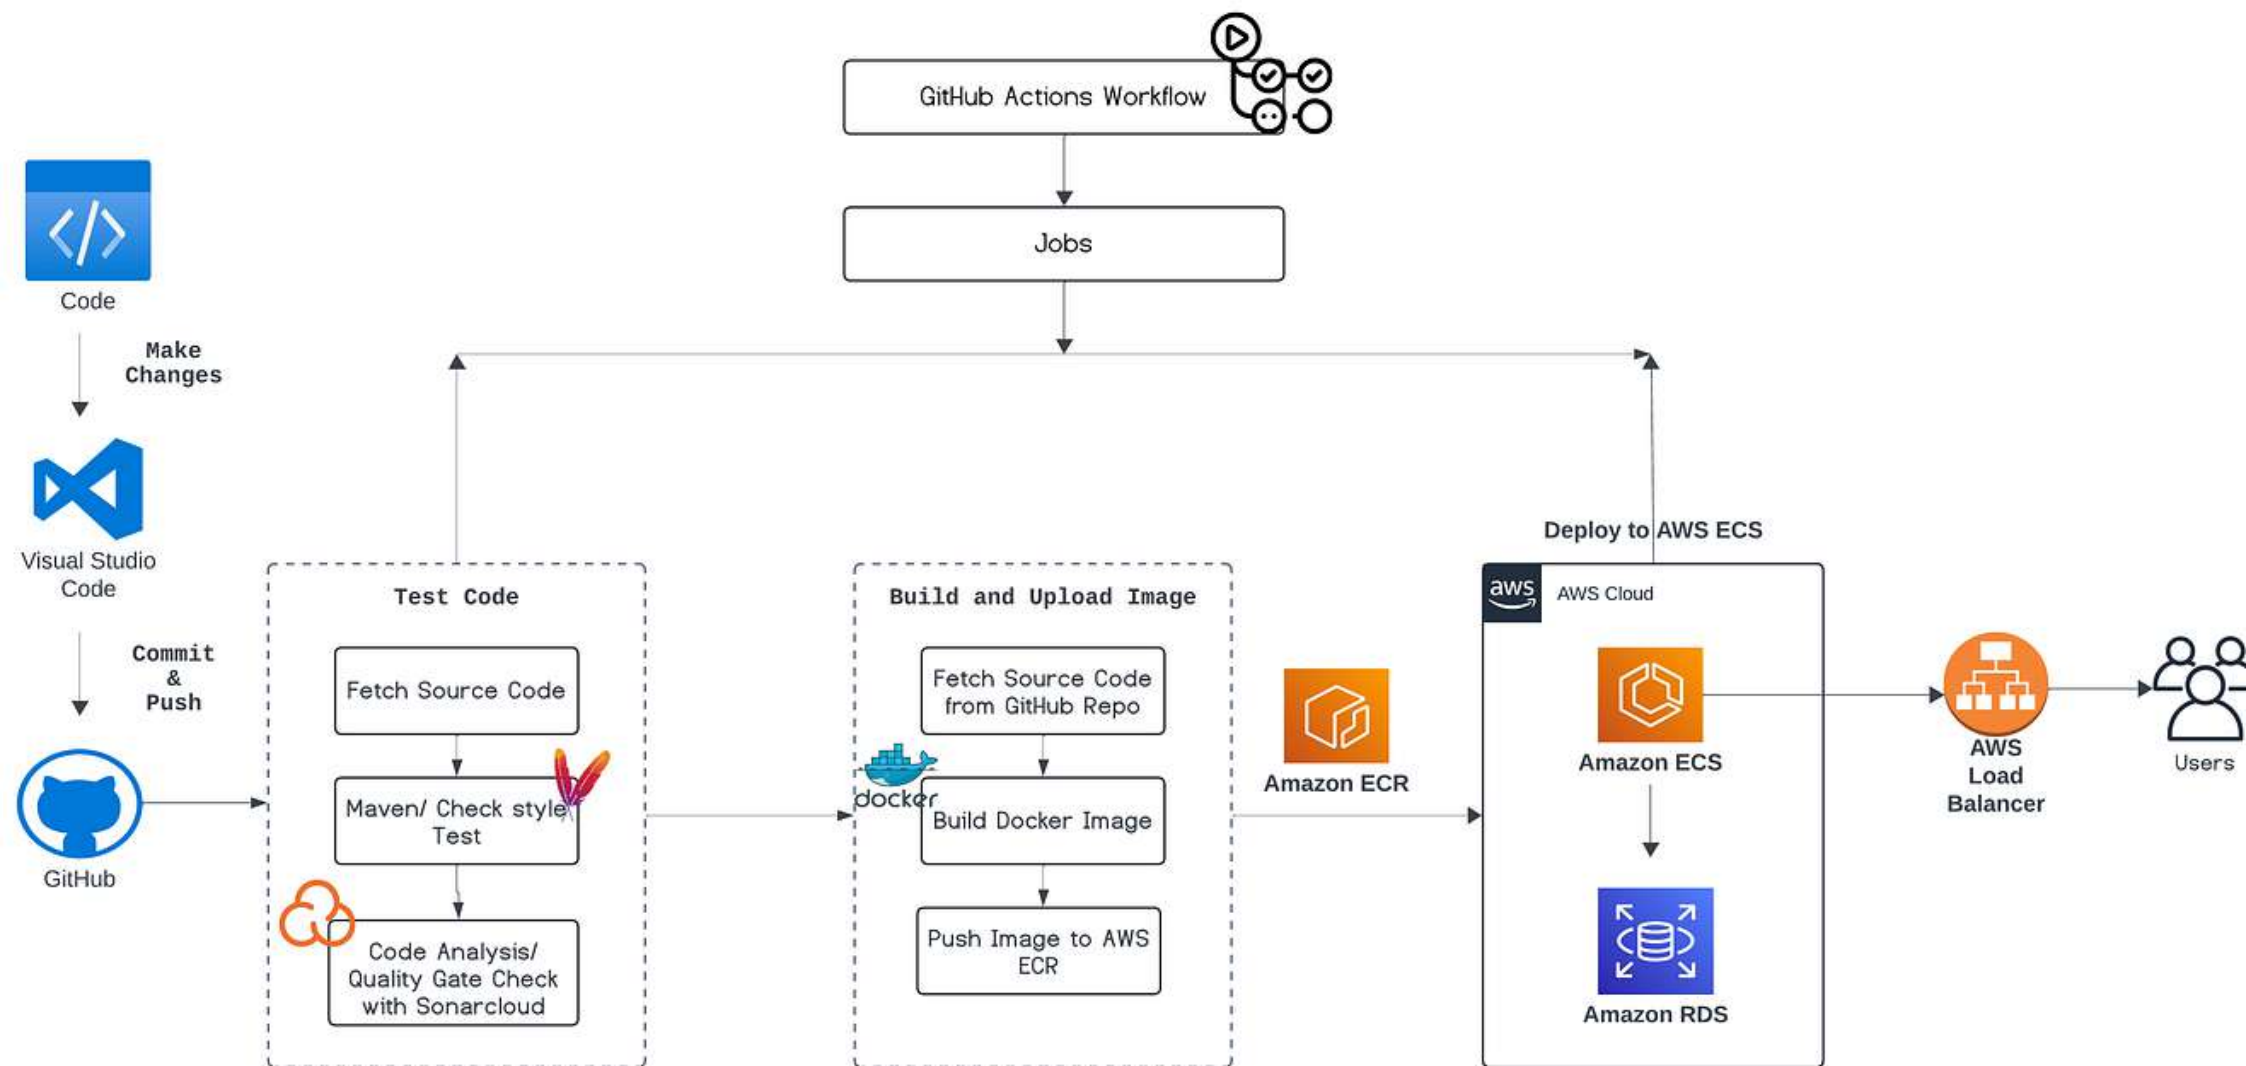 GitHub Actions Workflow
Jobs
Code
Make
Changes
Visual Studio
Code
Commit
&
Push
GitHub
Test Code
Fetch Source Code
Maven/ Check style
Test
Code Analysis/
Quality Gate Check
with Sonarcloud
Build and Upload Image
Fetch Source Code
from GitHub Repo
docker
Build Docker Image
Push Image to AWS
ECR
Amazon ECR
Deploy to AWS ECS
aws
AWS Cloud
Amazon ECS
Amazon RDS
AWS
Load
Balancer
Users